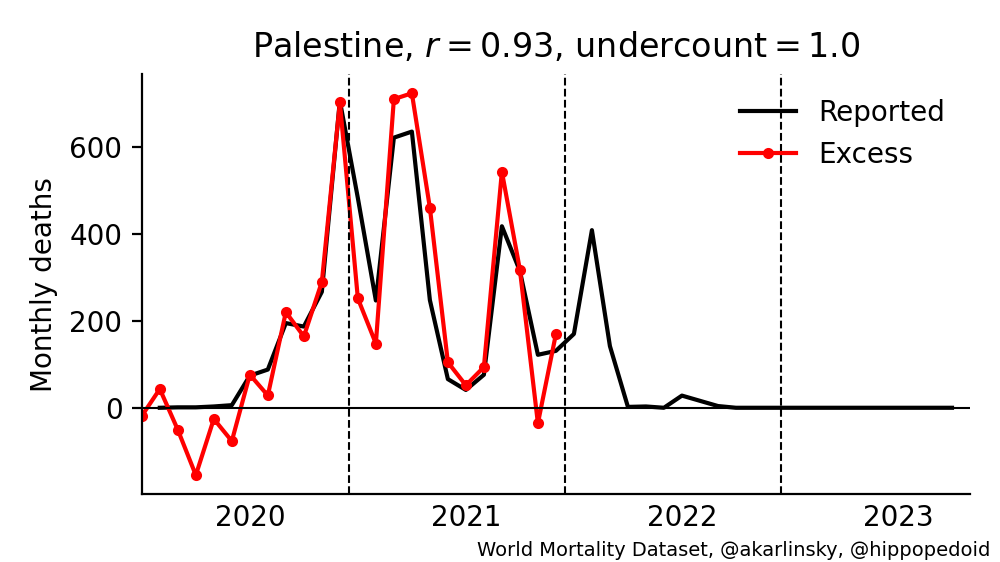 Palestine, r = 0.93, undercount = 1.0
Reported
Excess
Monthly deaths
600
400
200
0
2020 2021 2022 2023
World Mortality Dataset, @akarlinsky, @hippopedoid